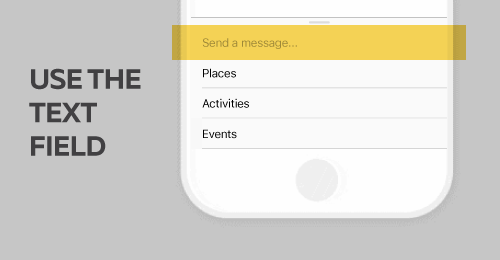 USE THE
TEXT
FIELD
Send a message...
Places
Activities
Events